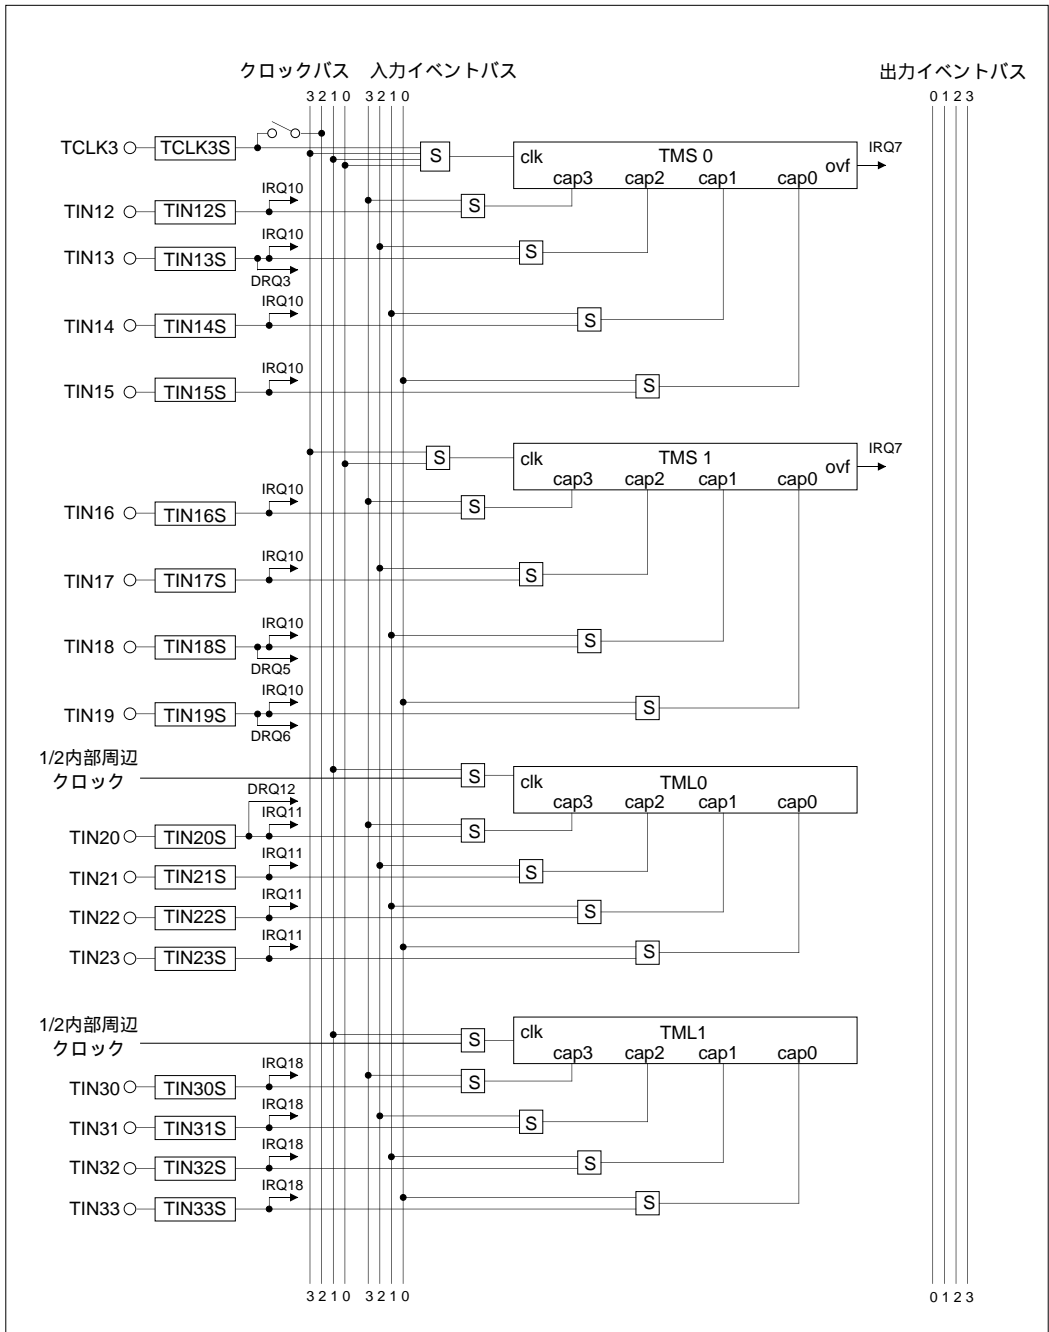 クロックバス 入力イベントバス 出力イベントバス
3 2 1 0 3 2 1 0 0 1 2 3
TCLK3 TCLK3S S clk TMS 0 ovf IRQ7
cap3 cap2 cap1 cap0
IRQ10
TIN12 TIN12S S
IRQ10
TIN13 TIN13S S
DRQ3
IRQ10
TIN14 TIN14S S
IRQ10
TIN15 TIN15S S
S clk TMS 1 ovf IRQ7
cap3 cap2 cap1 cap0
IRQ10
TIN16 TIN16S S
IRQ10
TIN17 TIN17S S
IRQ10
TIN18 TIN18S S
DRQ5
IRQ10
TIN19 TIN19S S
DRQ6
1/2内部周辺
クロック S clk TML0
cap3 cap2 cap1 cap0
DRQ12
IRQ11
TIN20 TIN20S S
IRQ11
TIN21 TIN21S S
IRQ11
TIN22 TIN22S S
IRQ11
TIN23 TIN23S S
1/2内部周辺
クロック S clk TML1
cap3 cap2 cap1 cap0
IRQ18
TIN30 TIN30S S
IRQ18
TIN31 TIN31S S
IRQ18
TIN32 TIN32S S
IRQ18
TIN33 TIN33S S
3 2 1 0 3 2 1 0 0 1 2 3